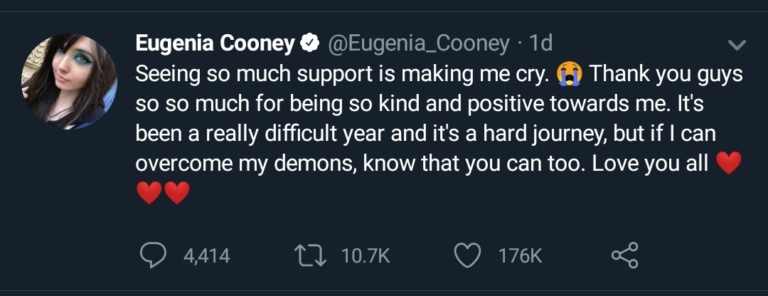 Eugenia Cooney @Eugenia_Cooney · 1d
Seeing so much support is making me cry. 😭 Thank you guys
so so much for being so kind and positive towards me. It's
been a really difficult year and it's a hard journey, but if I can
overcome my demons, know that you can too. Love you all ❤️
❤️❤️
4,414 10.7K 176K